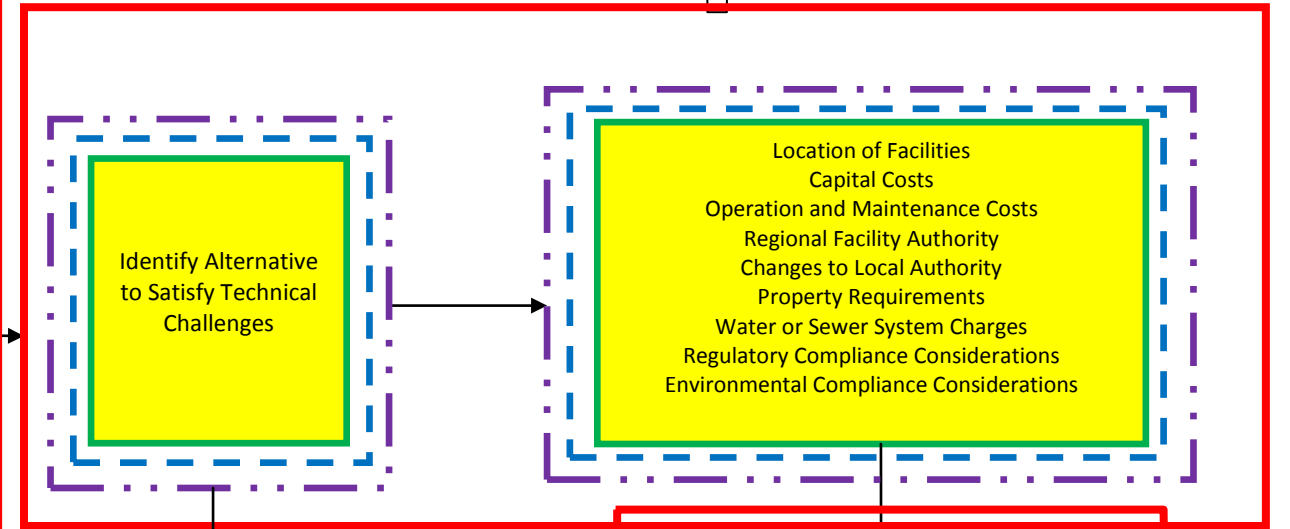 Identify Alternative
to Satisfy Technical
Challenges
Location of Facilities
Capital Costs
Operation and Maintenance Costs
Regional Facility Authority
Changes to Local Authority
Property Requirements
Water or Sewer System Charges
Regulatory Compliance Considerations
Environmental Compliance Considerations